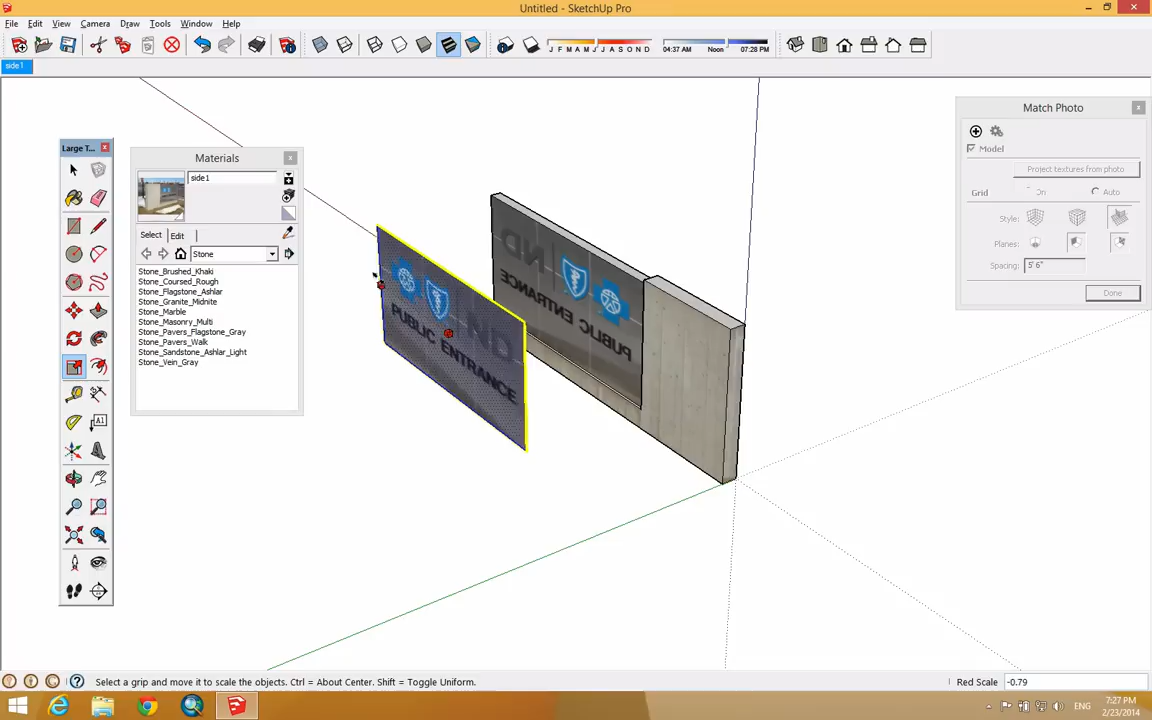 Untitled - SketchUp Pro
File Edit View Camera Draw Tools Window Help
J F M A M J J A S O N D
04:37 AM Noon 07:28 PM
side1
Large T...
Materials
side1
Select Edit
Stone
Stone_Brushed_Khaki
Stone_Coursed_Rough
Stone_Flagstone_Ashlar
Stone_Granite_Midnite
Stone_Marble
Stone_Masonry_Multi
Stone_Pavers_Flagstone_Gray
Stone_Pavers_Walk
Stone_Sandstone_Ashlar_Light
Stone_Vein_Gray
A1
ND
PUBLIC ENTRANCE
ND
PUBLIC ENTRANCE
Match Photo
Model
Project textures from photo
Grid On Auto
Style:
Planes:
Spacing: 5' 6"
Done
Select a grip and move it to scale the objects. Ctrl = About Center. Shift = Toggle Uniform.
Red Scale -0.79
ENG
7:27 PM
2/23/2014